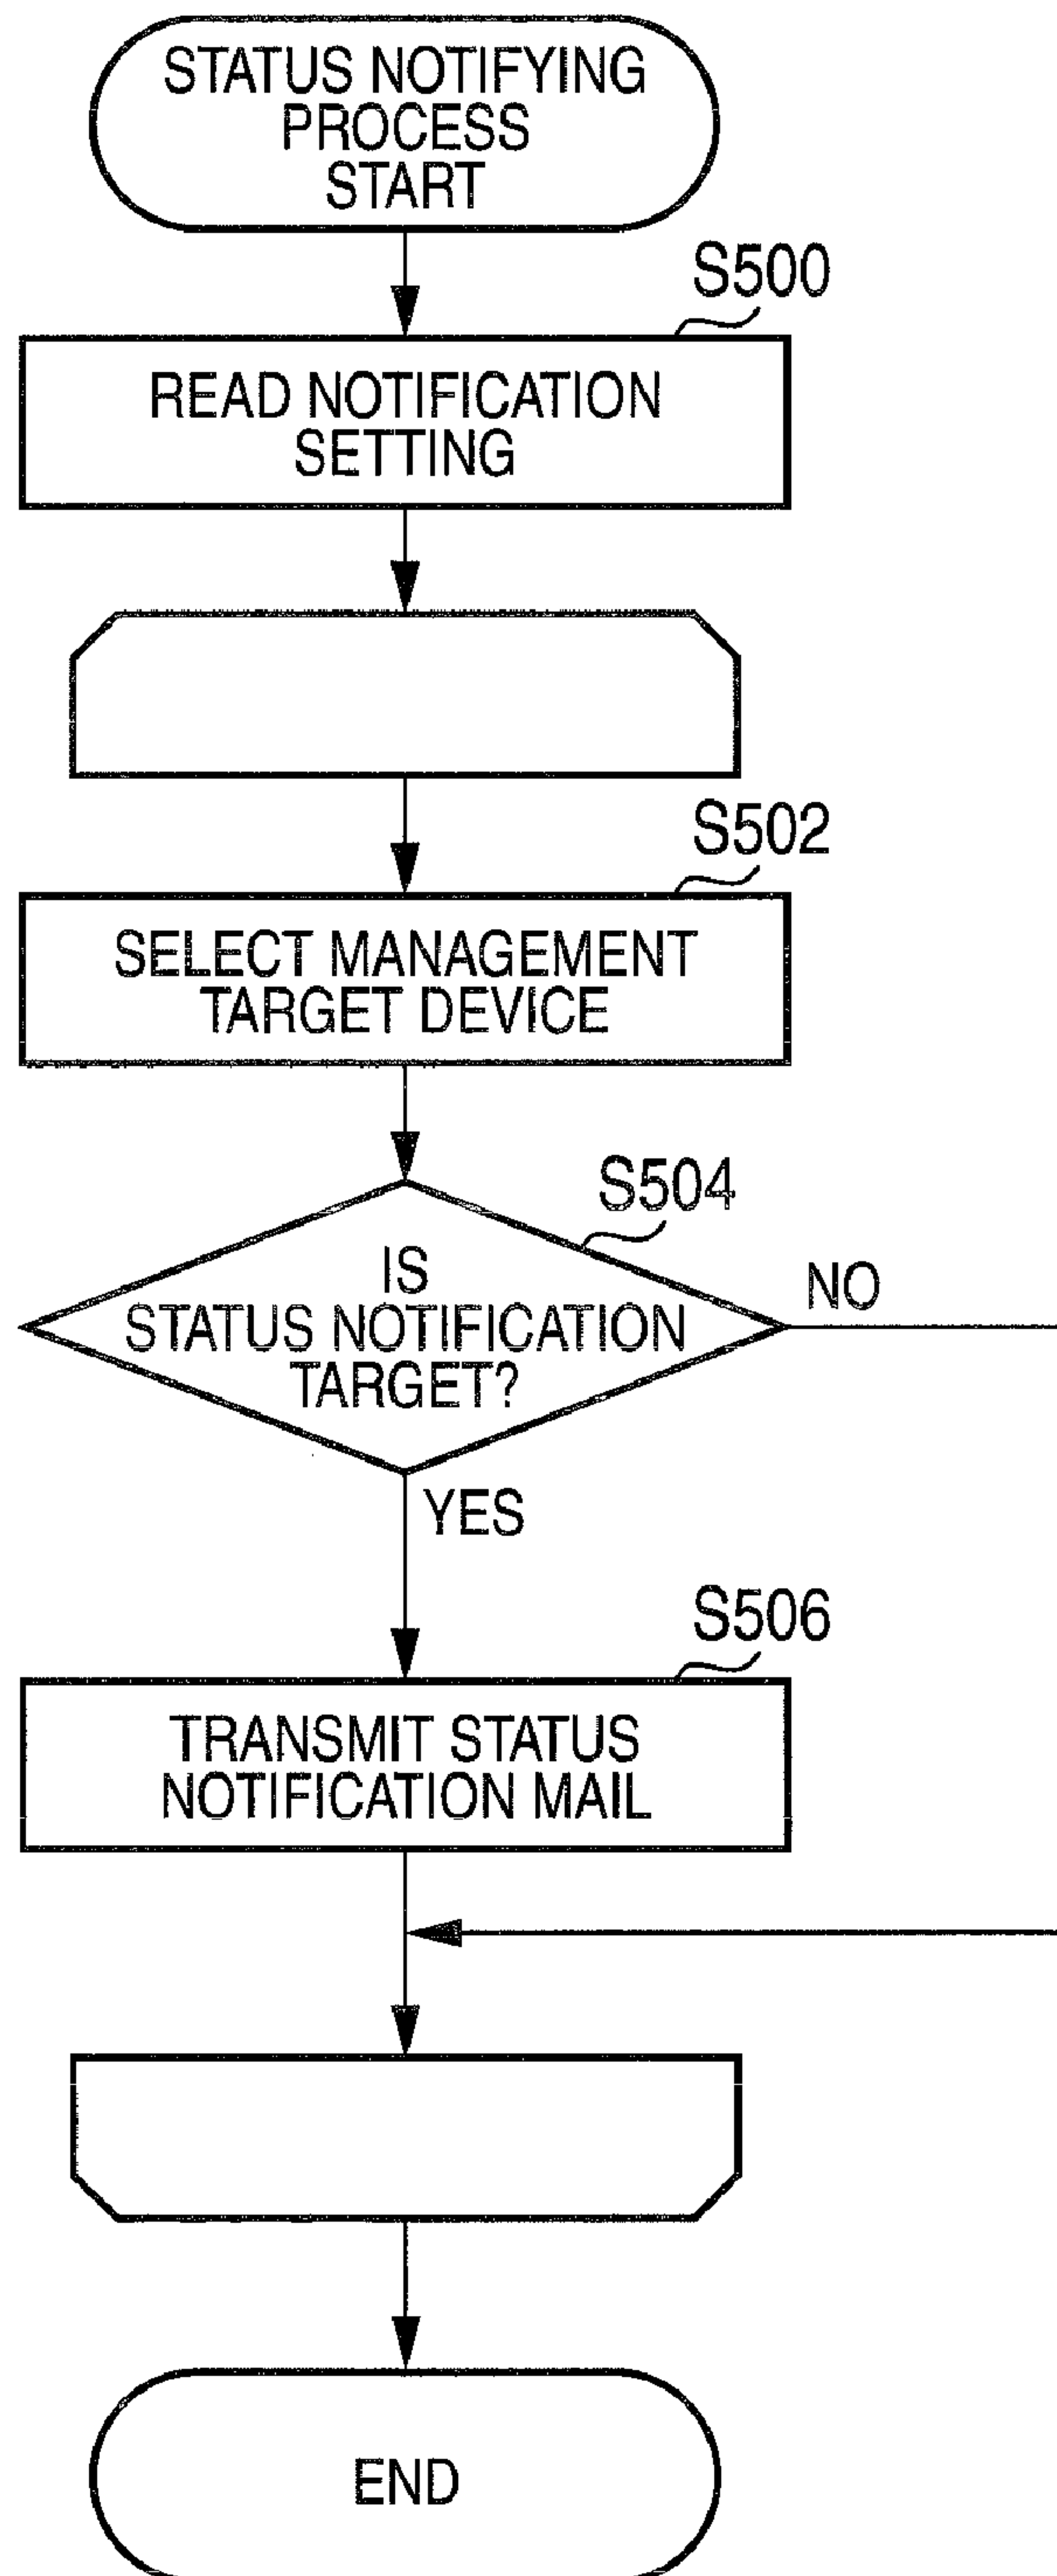 STATUS NOTIFYING
PROCESS
START
S500
READ NOTIFICATION
SETTING
S502
SELECT MANAGEMENT
TARGET DEVICE
S504
IS
STATUS NOTIFICATION
TARGET?
NO
YES
S506
TRANSMIT STATUS
NOTIFICATION MAIL
END